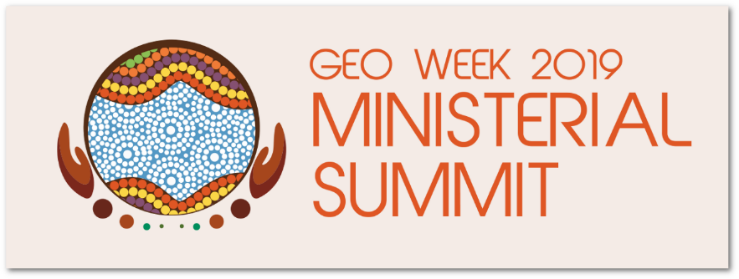 GEO WEEK 2019
MINISTERIAL
SUMMIT